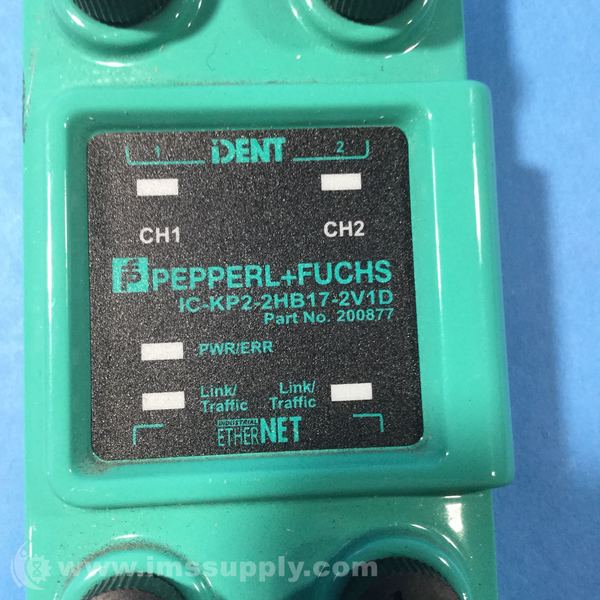 1 iDENT 2
CH1 CH2
PEPPERL+FUCHS
IC-KP2-2HB17-2V1D
Part No. 200877
PWR/ERR
Link/ Link/
Traffic Traffic
INDUSTRIAL
ETHERNET
www.imssupply.com